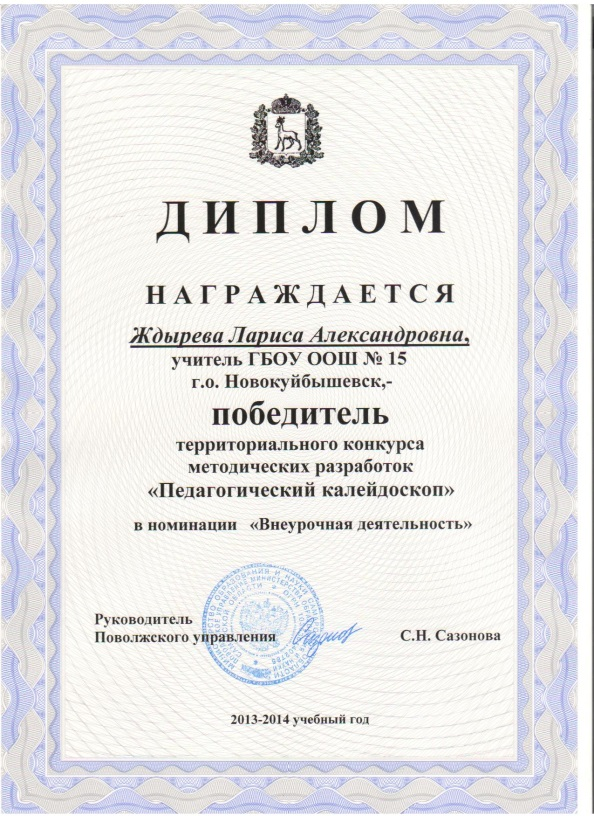 ДИПЛОМ
НАГРАЖДАЕТСЯ
Ждырева Лариса Александровна,
учитель ГБОУ ООШ № 15
г.о. Новокуйбышевск,-
победитель
территориального конкурса
методических разработок
«Педагогический калейдоскоп»
в номинации «Внеурочная деятельность»
Руководитель
Поволжского управления
С.Н. Сазонова
2013-2014 учебный год